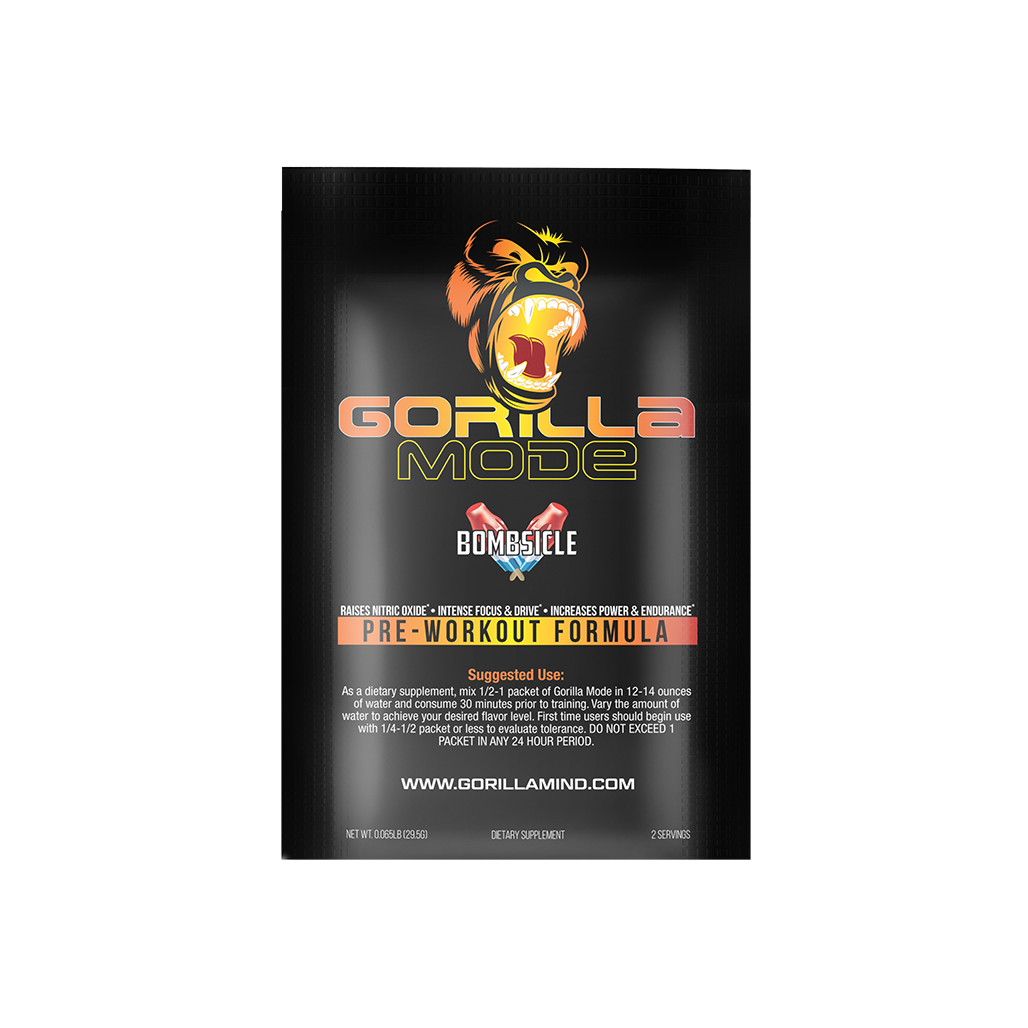 GORILLA
MODE
BOMBSICLE
RAISES NITRIC OXIDE* • INTENSE FOCUS & DRIVE* • INCREASES POWER & ENDURANCE*
PRE-WORKOUT FORMULA
Suggested Use:
As a dietary supplement, mix 1/2-1 packet of Gorilla Mode in 12-14 ounces
of water and consume 30 minutes prior to training. Vary the amount of
water to achieve your desired flavor level. First time users should begin use
with 1/4-1/2 packet or less to evaluate tolerance. DO NOT EXCEED 1
PACKET IN ANY 24 HOUR PERIOD.
WWW.GORILLAMIND.COM
NET WT. 0.065LB (29.5G) DIETARY SUPPLEMENT 2 SERVINGS